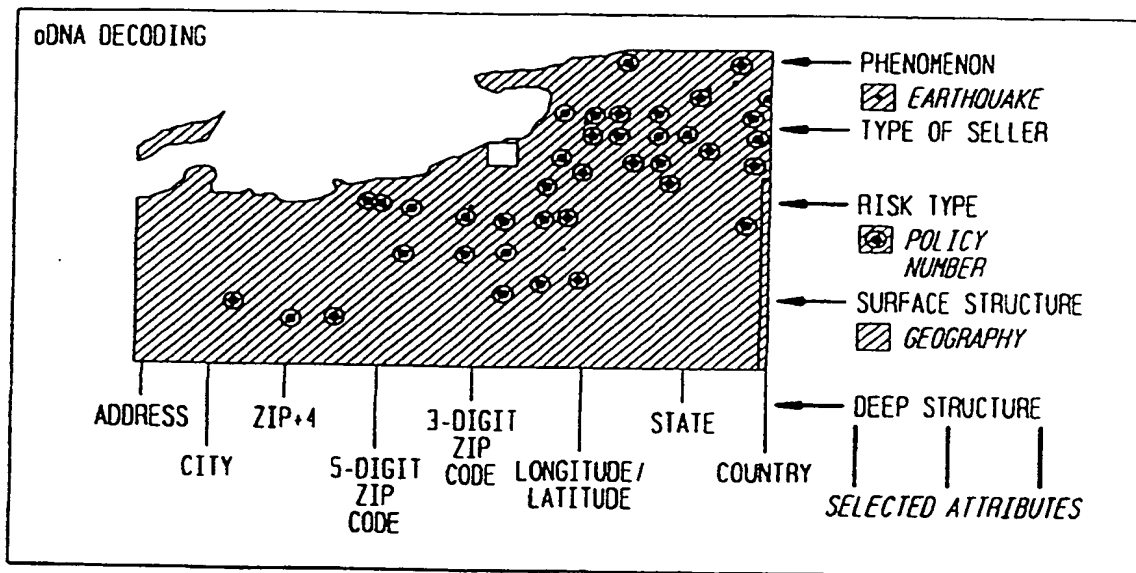 oDNA DECODING
PHENOMENON
EARTHQUAKE
TYPE OF SELLER
RISK TYPE
POLICY
NUMBER
SURFACE STRUCTURE
GEOGRAPHY
DEEP STRUCTURE
SELECTED ATTRIBUTES
ADDRESS
CITY
ZIP+4
5-DIGIT
ZIP
CODE
3-DIGIT
ZIP
CODE
LONGITUDE/
LATITUDE
STATE
COUNTRY